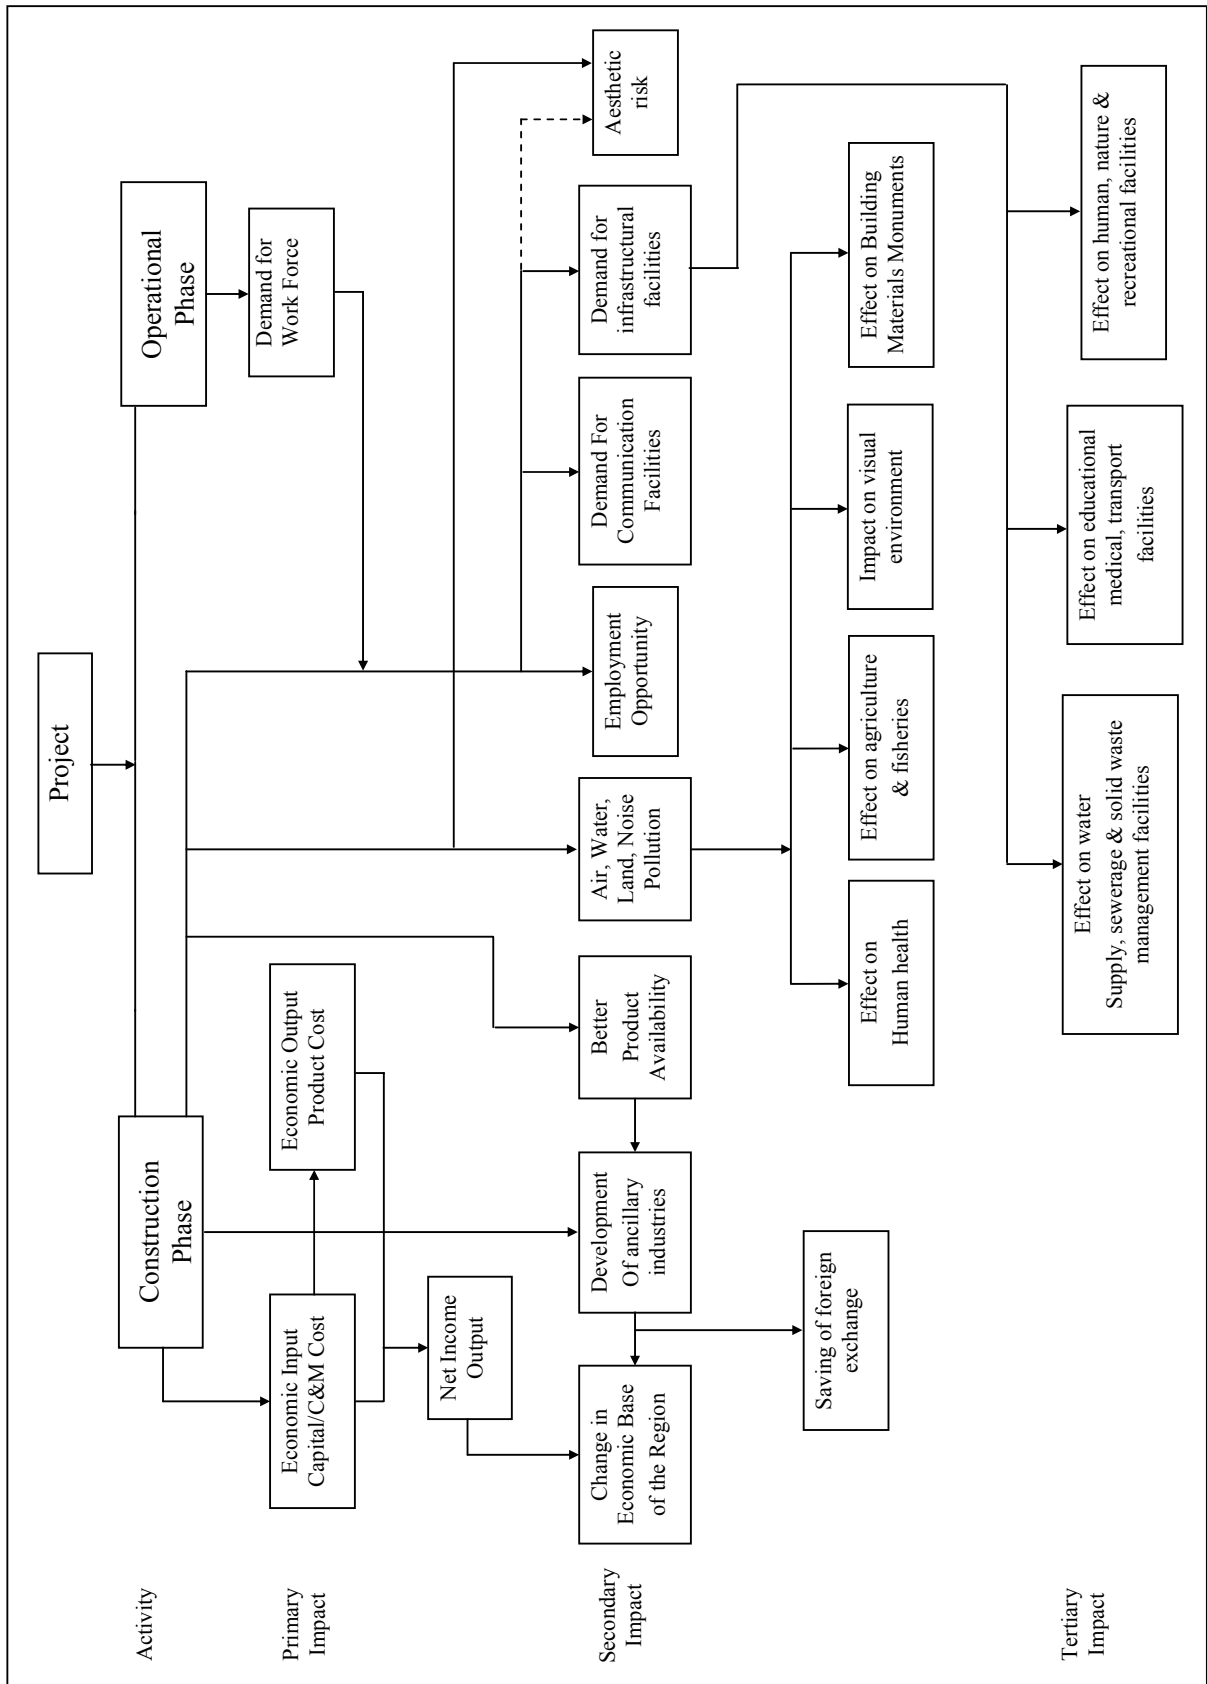 Project
Construction
Phase
Operational
Phase
Activity
Economic Input
Capital/C&M Cost
Economic Output
Product Cost
Demand for
Work Force
Primary
Impact
Net Income
Output
Change in
Economic Base
of the Region
Development
Of ancillary
industries
Better
Product
Availability
Air, Water,
Land, Noise
Pollution
Employment
Opportunity
Demand For
Communication
Facilities
Demand for
infrastructural
facilities
Aesthetic
risk
Secondary
Impact
Saving of foreign
exchange
Effect on
Human health
Effect on agriculture
& fisheries
Impact on visual
environment
Effect on Building
Materials Monuments
Effect on water
Supply, sewerage & solid waste
management facilities
Effect on educational
medical, transport
facilities
Effect on human, nature &
recreational facilities
Tertiary
Impact